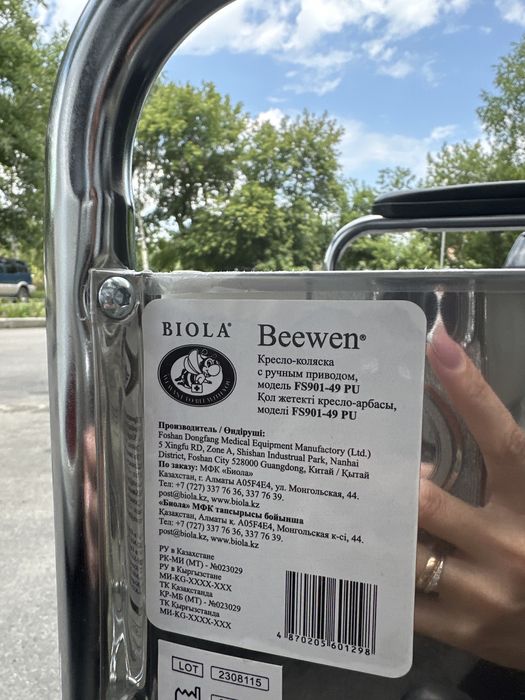 BIOLA®
Beewen®
Кресло-коляска
с ручным приводом,
модель FS901-49 PU
Қол жетекті кресло-арбасы,
моделі FS901-49 PU
Производитель / Өндіруші:
Foshan Dongfang Medical Equipment Manufactory (Ltd.)
5 Xingfu RD, Zone A, Shishan Industrual Park, Nanhai
District, Foshan City 528000 Guangdong, Китай / Қытай
По заказу: МФК «Биола»
Казахстан, г. Алматы A05F4E4, ул. Монгольская, 44.
Тел: +7 (727) 337 76 36, 337 76 39.
post@biola.kz, www.biola.kz
«Биола» МФК тапсырысы бойынша
Қазақстан, Алматы қ. A05F4E4, Монгольская к-сі, 44.
Тел: +7 (727) 337 76 36, 337 76 39.
post@biola.kz, www.biola.kz.
РУ в Казахстане
РК-МИ (МТ) - №023029
РУ в Кыргызстане
МИ-KG-XXXX-XXX
ТК Қазақстанда
ҚР-МБ (МТ) - №023029
ТК Қырғызстанда
МИ-KG-XXXX-XXX
4 870205 601298
LOT 2308115